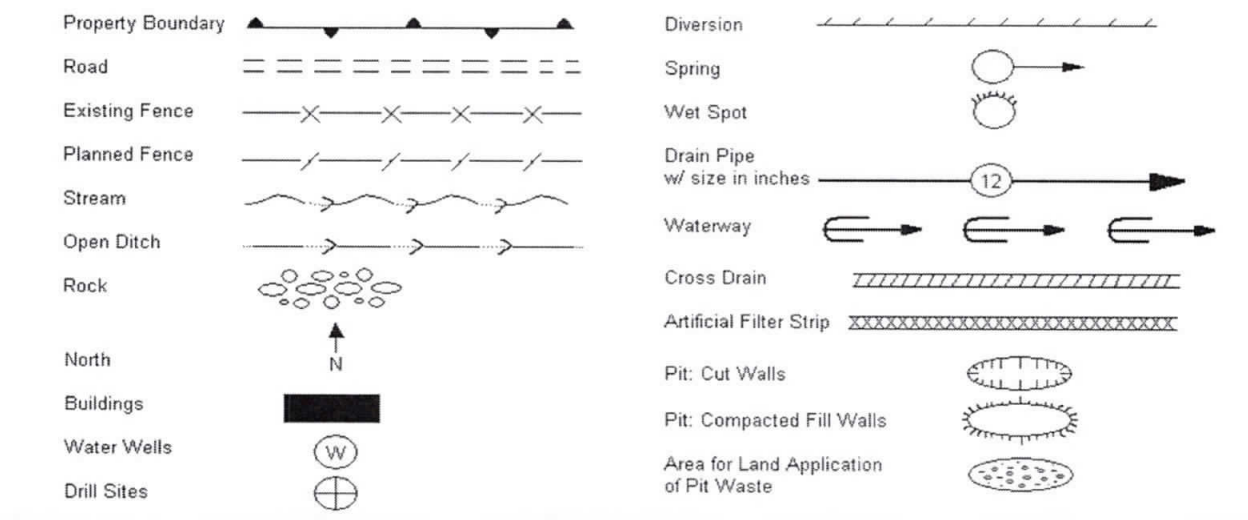 Property Boundary
Road
Existing Fence
Planned Fence
Stream
Open Ditch
Rock
North
N
Buildings
Water Wells
W
Drill Sites
Diversion
Spring
Wet Spot
Drain Pipe
w/ size in inches
12
Waterway
Cross Drain
Artificial Filter Strip
Pit: Cut Walls
Pit: Compacted Fill Walls
Area for Land Application
of Pit Waste